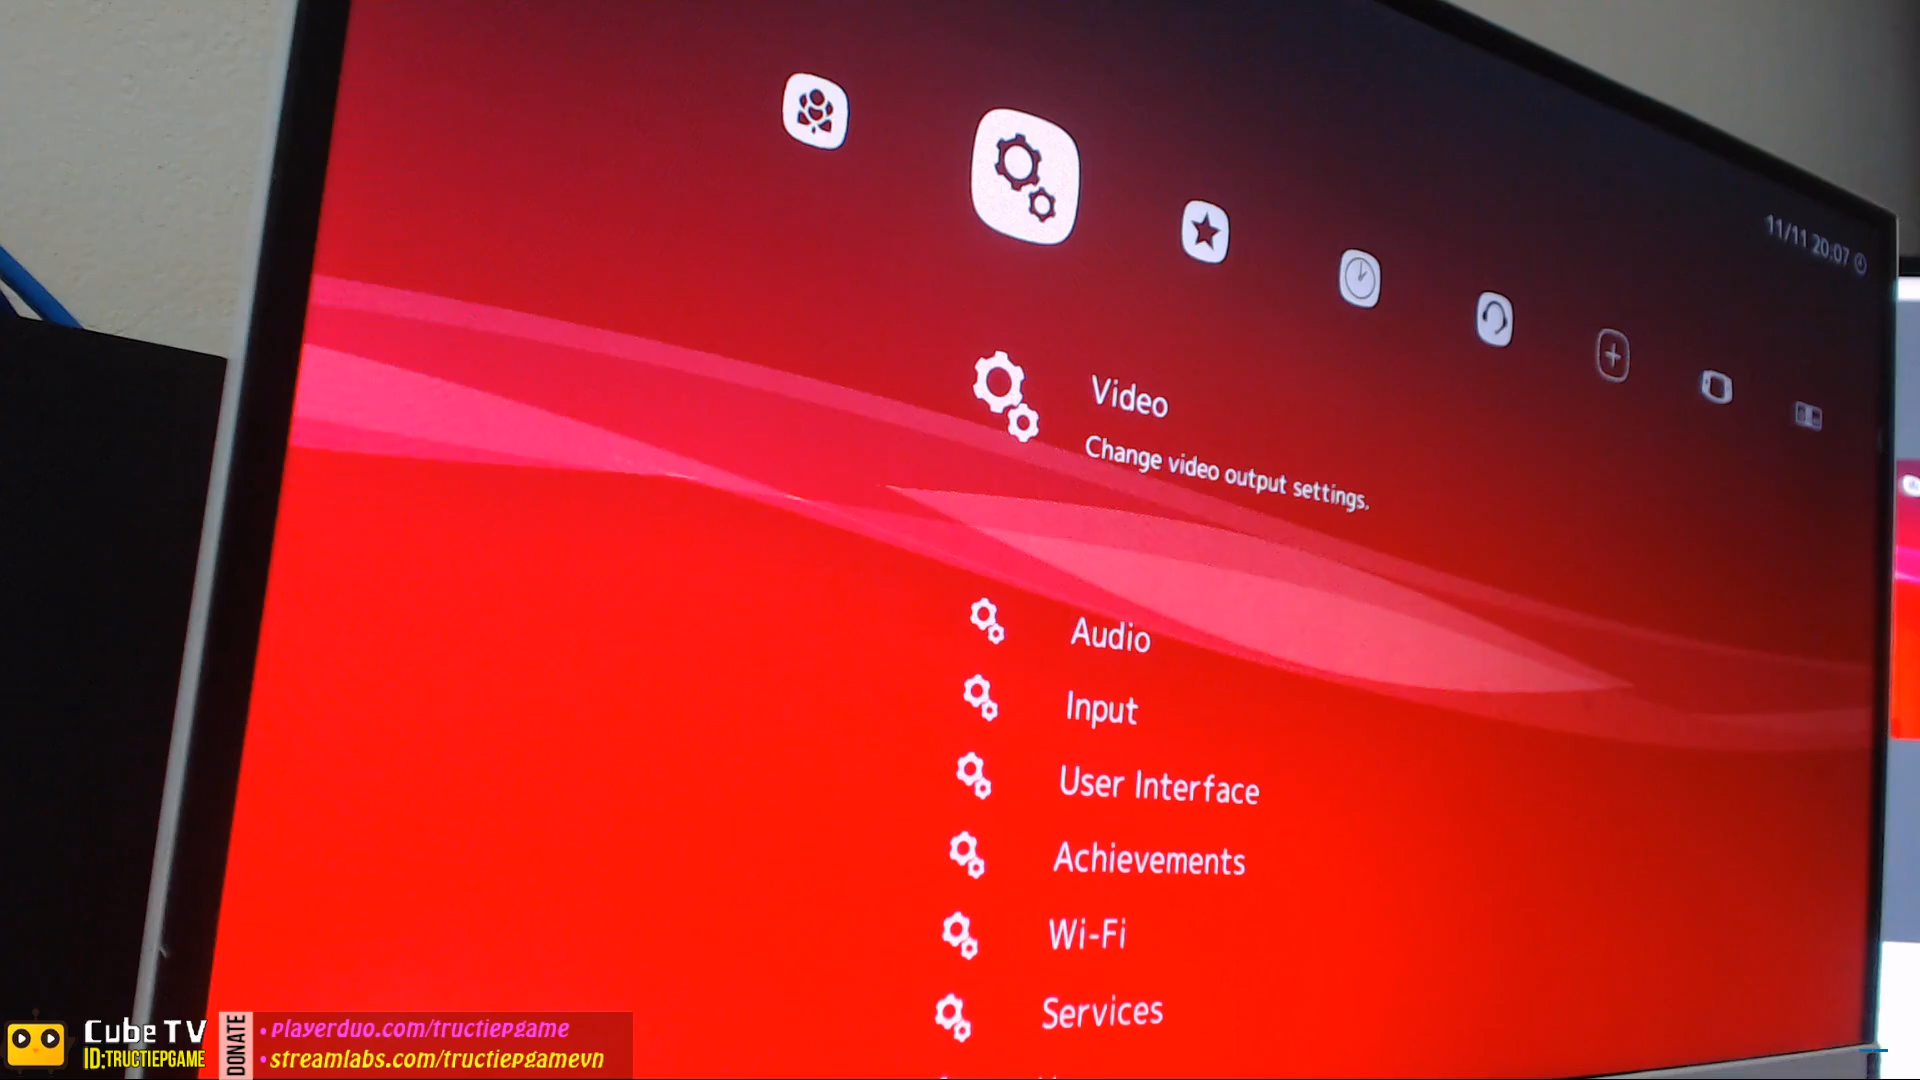 11/11 20:07
Video
Change video output settings.
Audio
Input
User Interface
Achievements
Wi-Fi
Services
Cube TV
ID:TRUCTIEPGAME
DONATE
• playerduo.com/tructiepgame
• streamlabs.com/tructiepgamevn